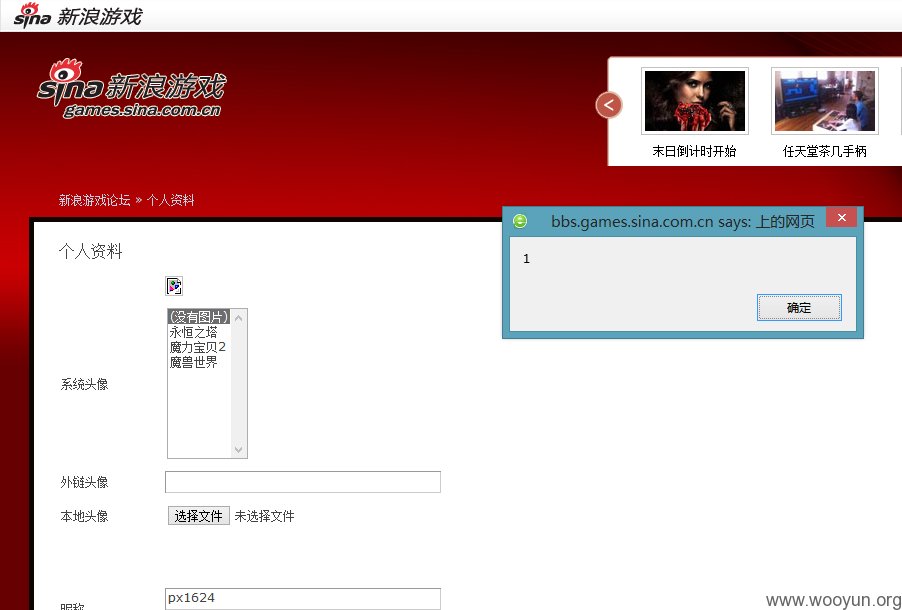 sina 新浪游戏
sina 新浪游戏
games.sina.com.cn
<
末日倒计时开始
任天堂茶几手柄
新浪游戏论坛 » 个人资料
bbs.games.sina.com.cn says: 上的网页
1
确定
个人资料
(没有图片)
永恒之塔
魔力宝贝2
魔兽世界
系统头像
外链头像
本地头像
选择文件 未选择文件
昵称
px1624
www.wooyun.org